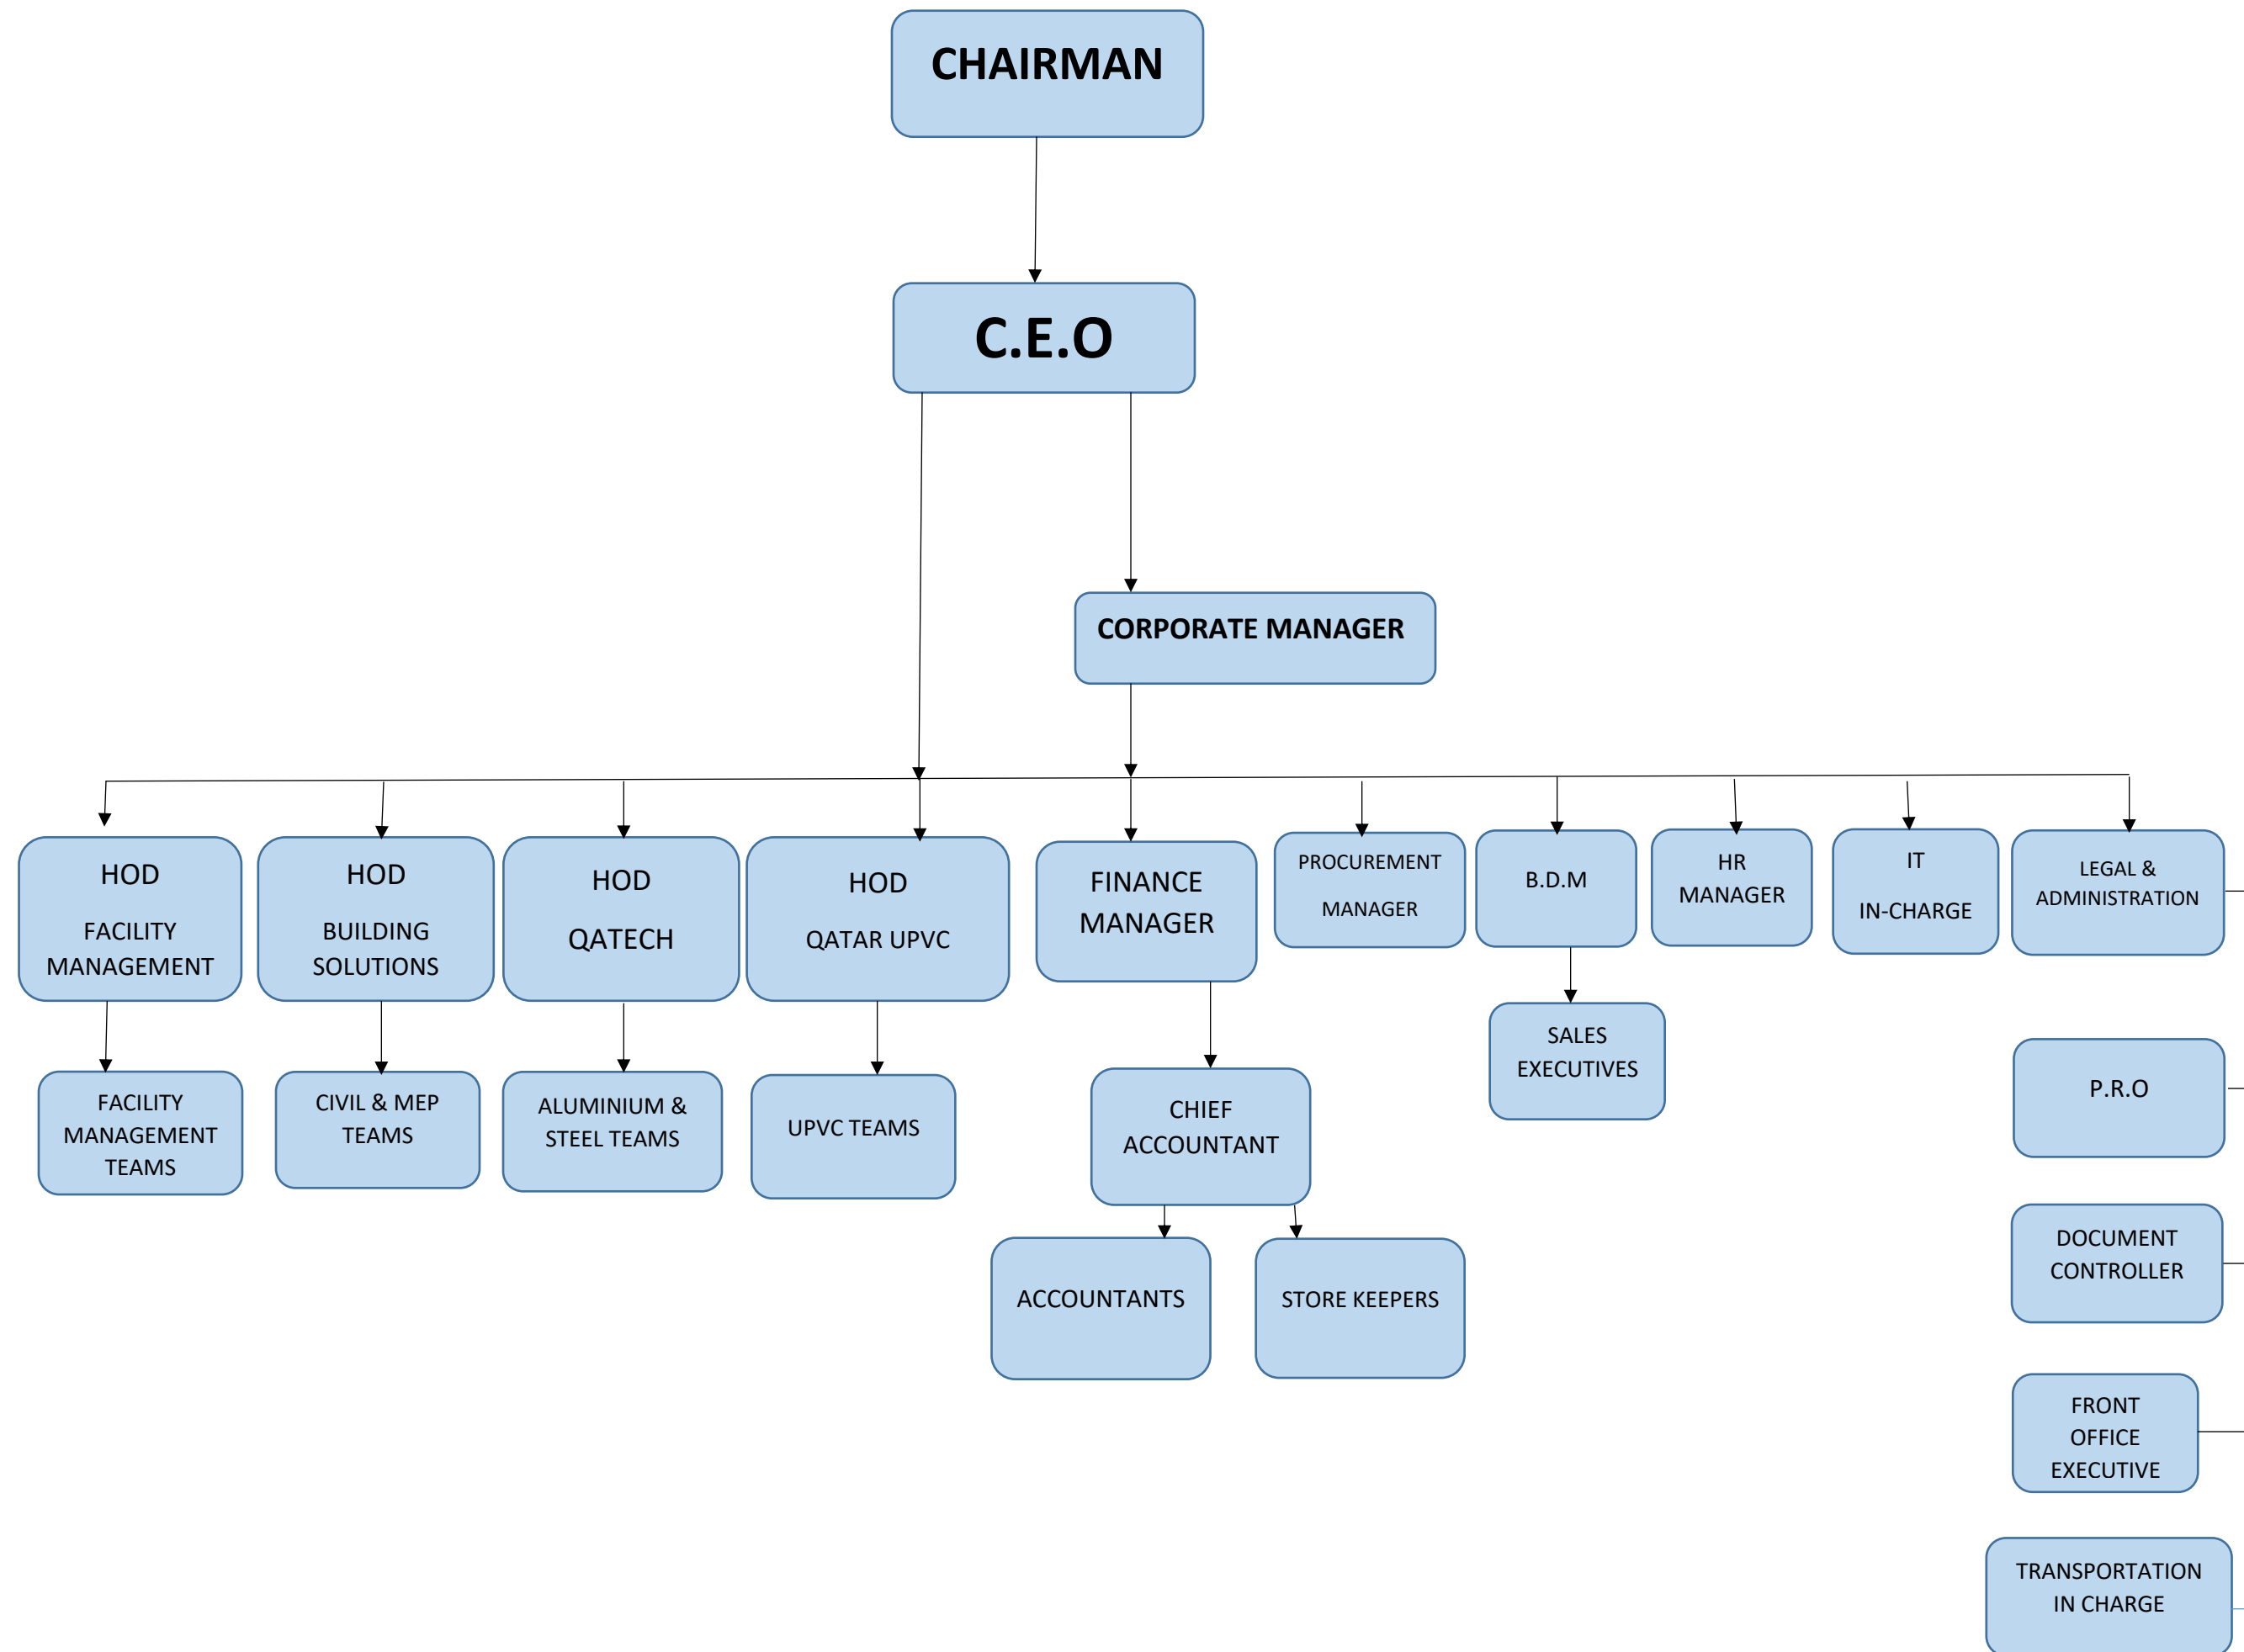 CHAIRMAN
C.E.O
CORPORATE MANAGER
HOD
FACILITY
MANAGEMENT
HOD
BUILDING
SOLUTIONS
HOD
QATECH
HOD
QATAR UPVC
FINANCE
MANAGER
PROCUREMENT
MANAGER
B.D.M
HR
MANAGER
IT
IN-CHARGE
LEGAL &
ADMINISTRATION
FACILITY
MANAGEMENT
TEAMS
CIVIL & MEP
TEAMS
ALUMINIUM &
STEEL TEAMS
UPVC TEAMS
CHIEF
ACCOUNTANT
SALES
EXECUTIVES
P.R.O
ACCOUNTANTS
STORE KEEPERS
DOCUMENT
CONTROLLER
FRONT
OFFICE
EXECUTIVE
TRANSPORTATION
IN CHARGE